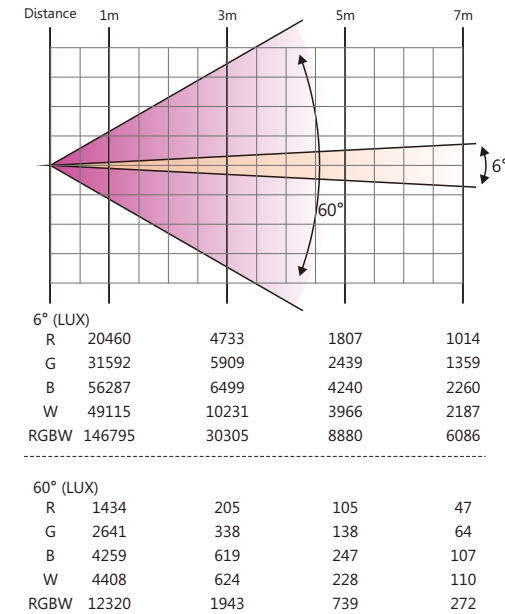 Distance 1m 3m 5m 7m
6°
60°
6° (LUX)
R 20460 4733 1807 1014
G 31592 5909 2439 1359
B 56287 6499 4240 2260
W 49115 10231 3966 2187
RGBW 146795 30305 8880 6086
60° (LUX)
R 1434 205 105 47
G 2641 338 138 64
B 4259 619 247 107
W 4408 624 228 110
RGBW 12320 1943 739 272